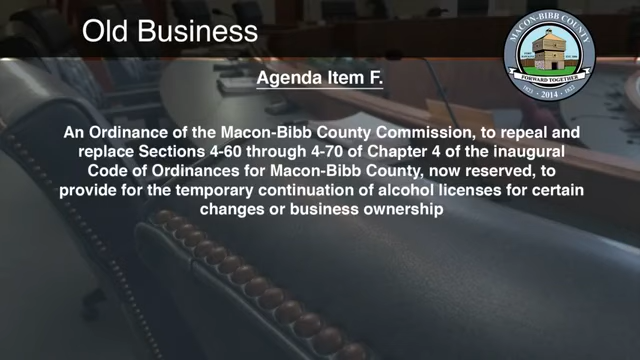 Old Business
MACON-BIBB COUNTY
FORWARD TOGETHER
1823 • 2014 • 1822
Agenda Item F.
An Ordinance of the Macon-Bibb County Commission, to repeal and
replace Sections 4-60 through 4-70 of Chapter 4 of the inaugural
Code of Ordinances for Macon-Bibb County, now reserved, to
provide for the temporary continuation of alcohol licenses for certain
changes or business ownership